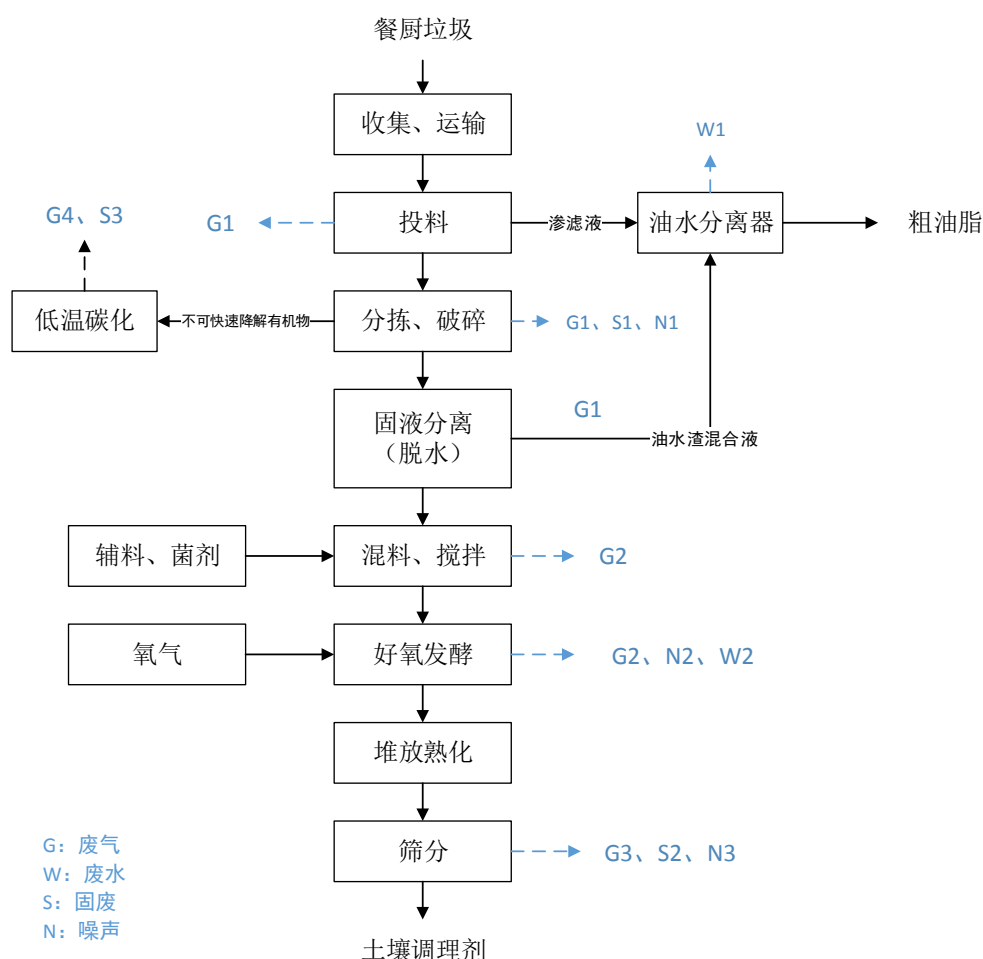 餐厨垃圾
收集、运输
W1
G4、S3
G1
投料
渗滤液
油水分离器
粗油脂
低温碳化
不可快速降解有机物
分拣、破碎
G1、S1、N1
固液分离
（脱水）
G1
油水渣混合液
辅料、菌剂
混料、搅拌
G2
氧气
好氧发酵
G2、N2、W2
堆放熟化
筛分
G3、S2、N3
G：废气
W：废水
S：固废
N：噪声
土壤调理剂